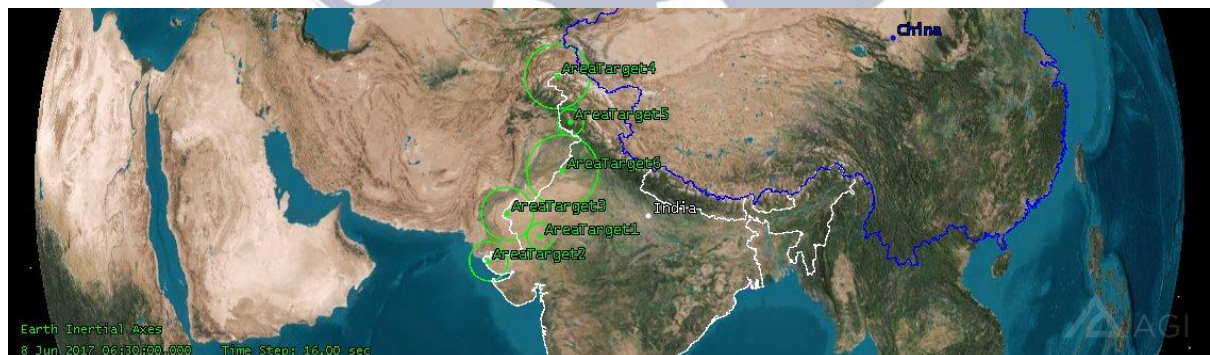 China
AreaTarget4
AreaTarget5
AreaTarget6
AreaTarget3
India
AreaTarget1
AreaTarget2
Earth Inertial Axes
8 Jun 2017 06:30:00.000 Time Step: 16.00 sec
AGI